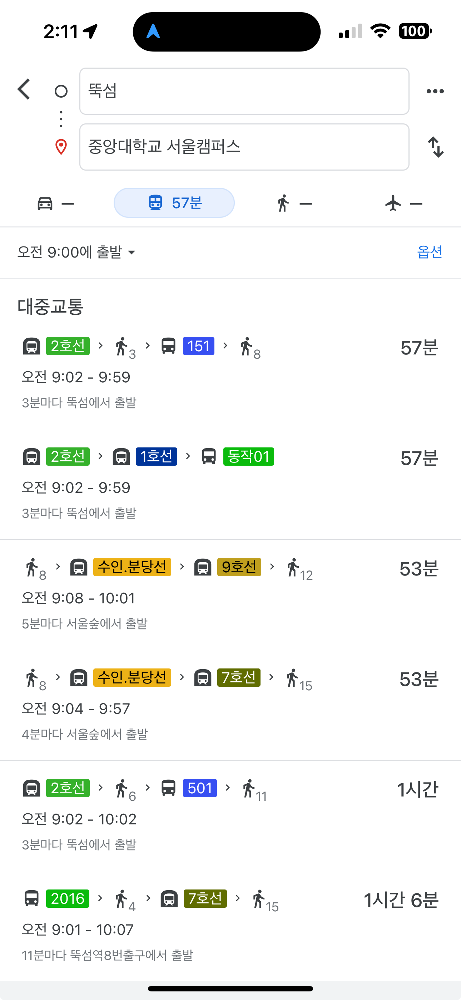 2:11
100
뚝섬
중앙대학교 서울캠퍼스
— 57분 — —
오전 9:00에 출발 옵션
대중교통
2호선 3 151 8 57분
오전 9:02 - 9:59
3분마다 뚝섬에서 출발
2호선 1호선 동작01 57분
오전 9:02 - 9:59
3분마다 뚝섬에서 출발
8 수인.분당선 9호선 12 53분
오전 9:08 - 10:01
5분마다 서울숲에서 출발
8 수인.분당선 7호선 15 53분
오전 9:04 - 9:57
4분마다 서울숲에서 출발
2호선 6 501 11 1시간
오전 9:02 - 10:02
3분마다 뚝섬에서 출발
2016 4 7호선 15 1시간 6분
오전 9:01 - 10:07
11분마다 뚝섬역8번출구에서 출발